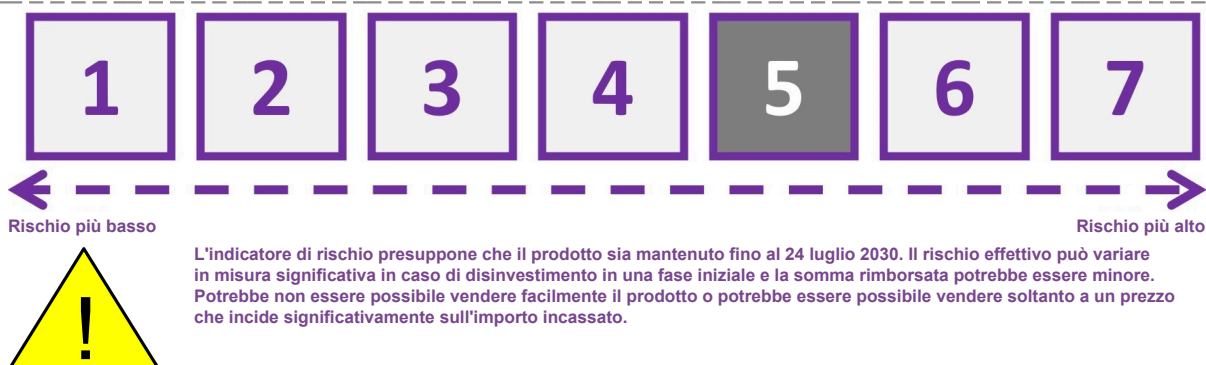 1 2 3 4 5 6 7
Rischio più basso Rischio più alto
L'indicatore di rischio presuppone che il prodotto sia mantenuto fino al 24 luglio 2030. Il rischio effettivo può variare
in misura significativa in caso di disinvestimento in una fase iniziale e la somma rimborsata potrebbe essere minore.
Potrebbe non essere possibile vendere facilmente il prodotto o potrebbe essere possibile vendere soltanto a un prezzo
che incide significativamente sull'importo incassato.
!